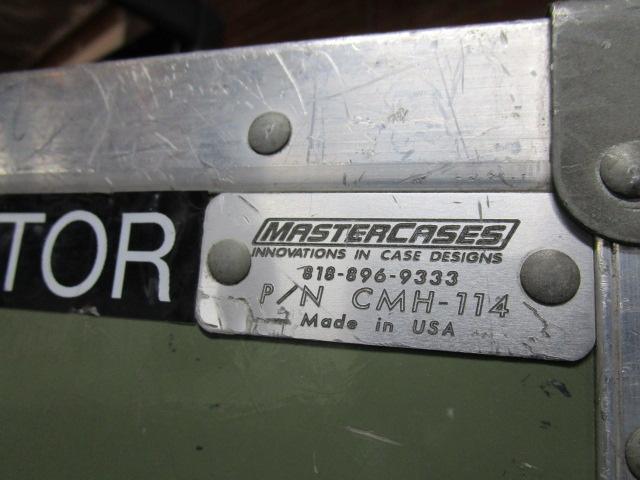 TOR
MASTERCASES
INNOVATIONS IN CASE DESIGNS
818-896-9333
P/N CMH-114
Made in USA